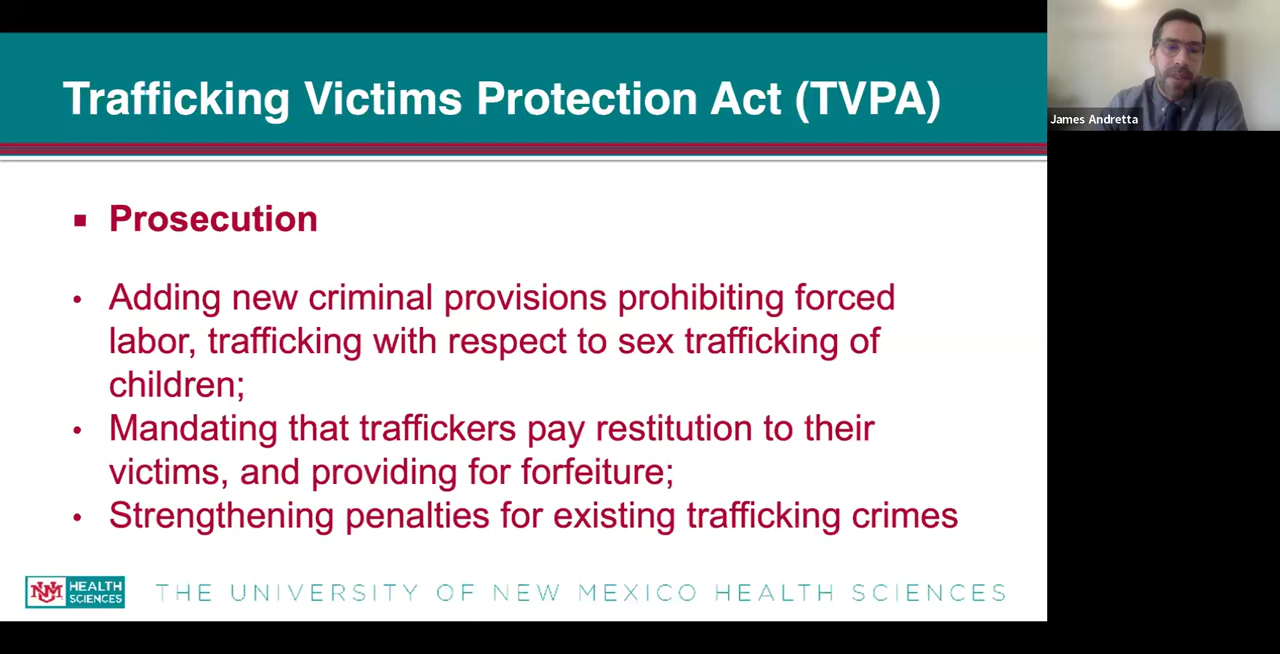 Trafficking Victims Protection Act (TVPA)
James Andretta
▪ Prosecution
• Adding new criminal provisions prohibiting forced
labor, trafficking with respect to sex trafficking of
children;
• Mandating that traffickers pay restitution to their
victims, and providing for forfeiture;
• Strengthening penalties for existing trafficking crimes
UNM HEALTH
SCIENCES
THE UNIVERSITY OF NEW MEXICO HEALTH SCIENCES